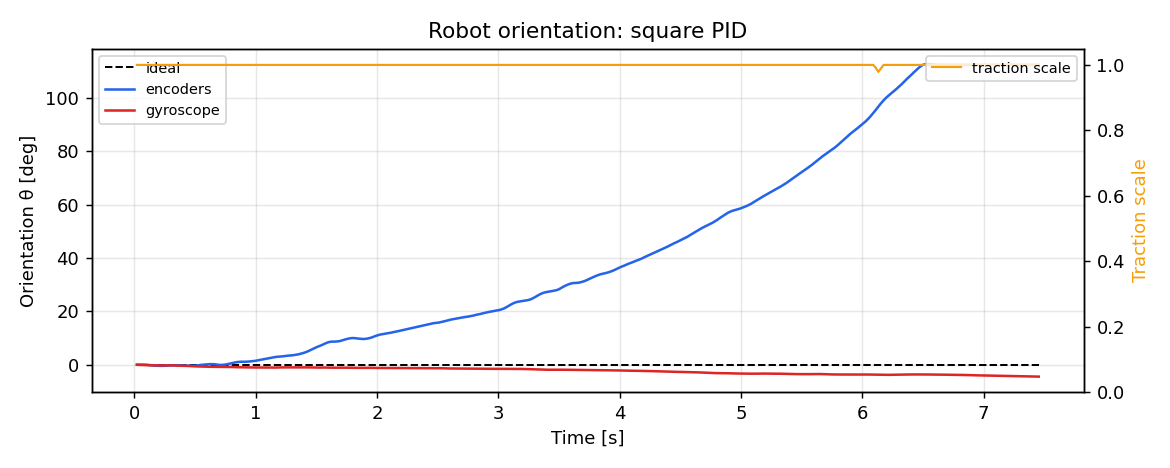 Robot orientation: square PID
ideal
encoders
gyroscope
traction scale
Orientation θ [deg]
100
80
60
40
20
0
1.0
0.8
0.6
0.4
0.2
0.0
Traction scale
0 1 2 3 4 5 6 7
Time [s]